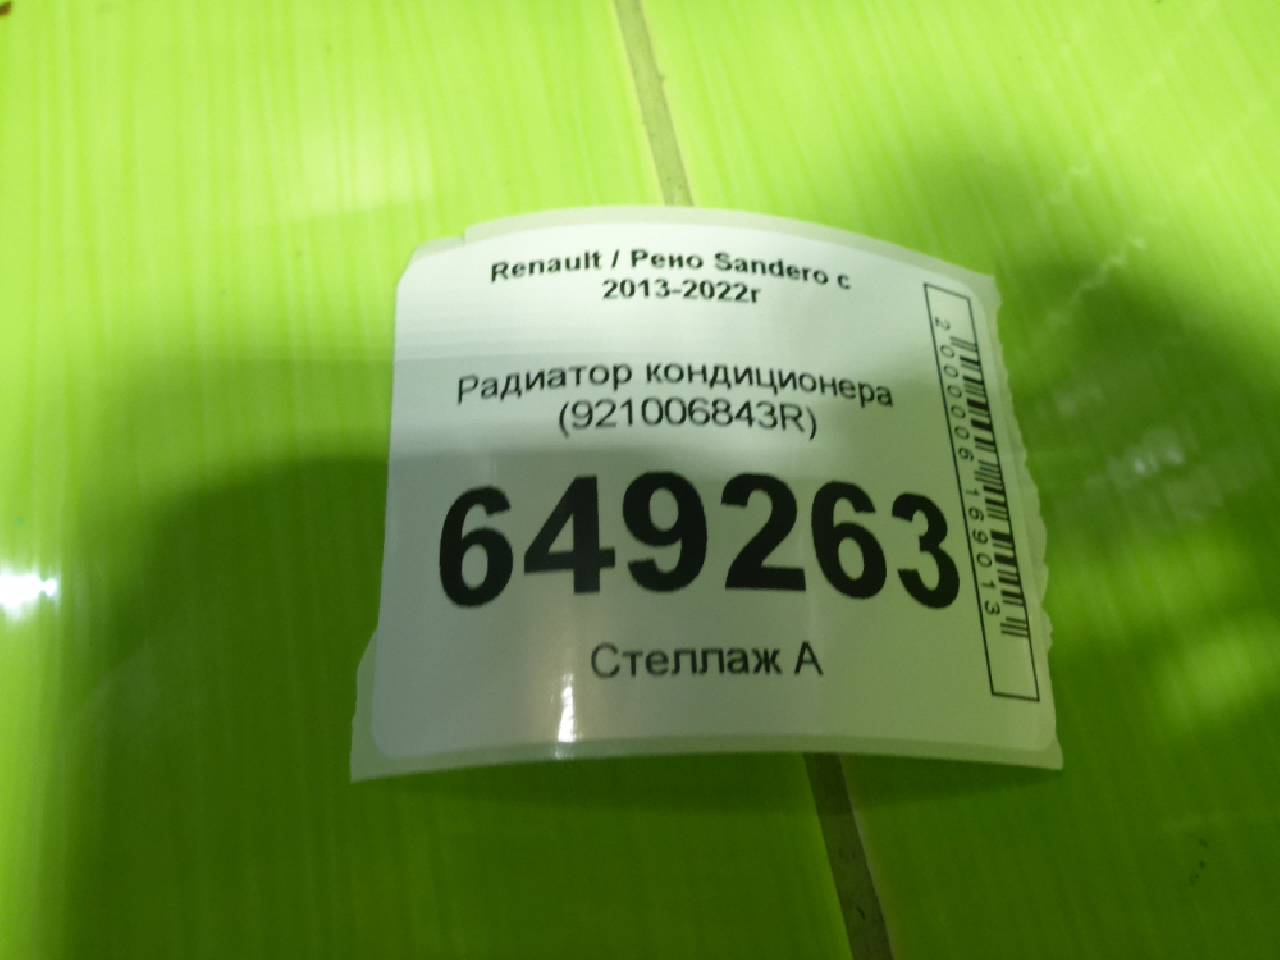 Renault / Рено Sandero с
2013-2022г
Радиатор кондиционера
(921006843R)
649263
Стеллаж А
2000006169013